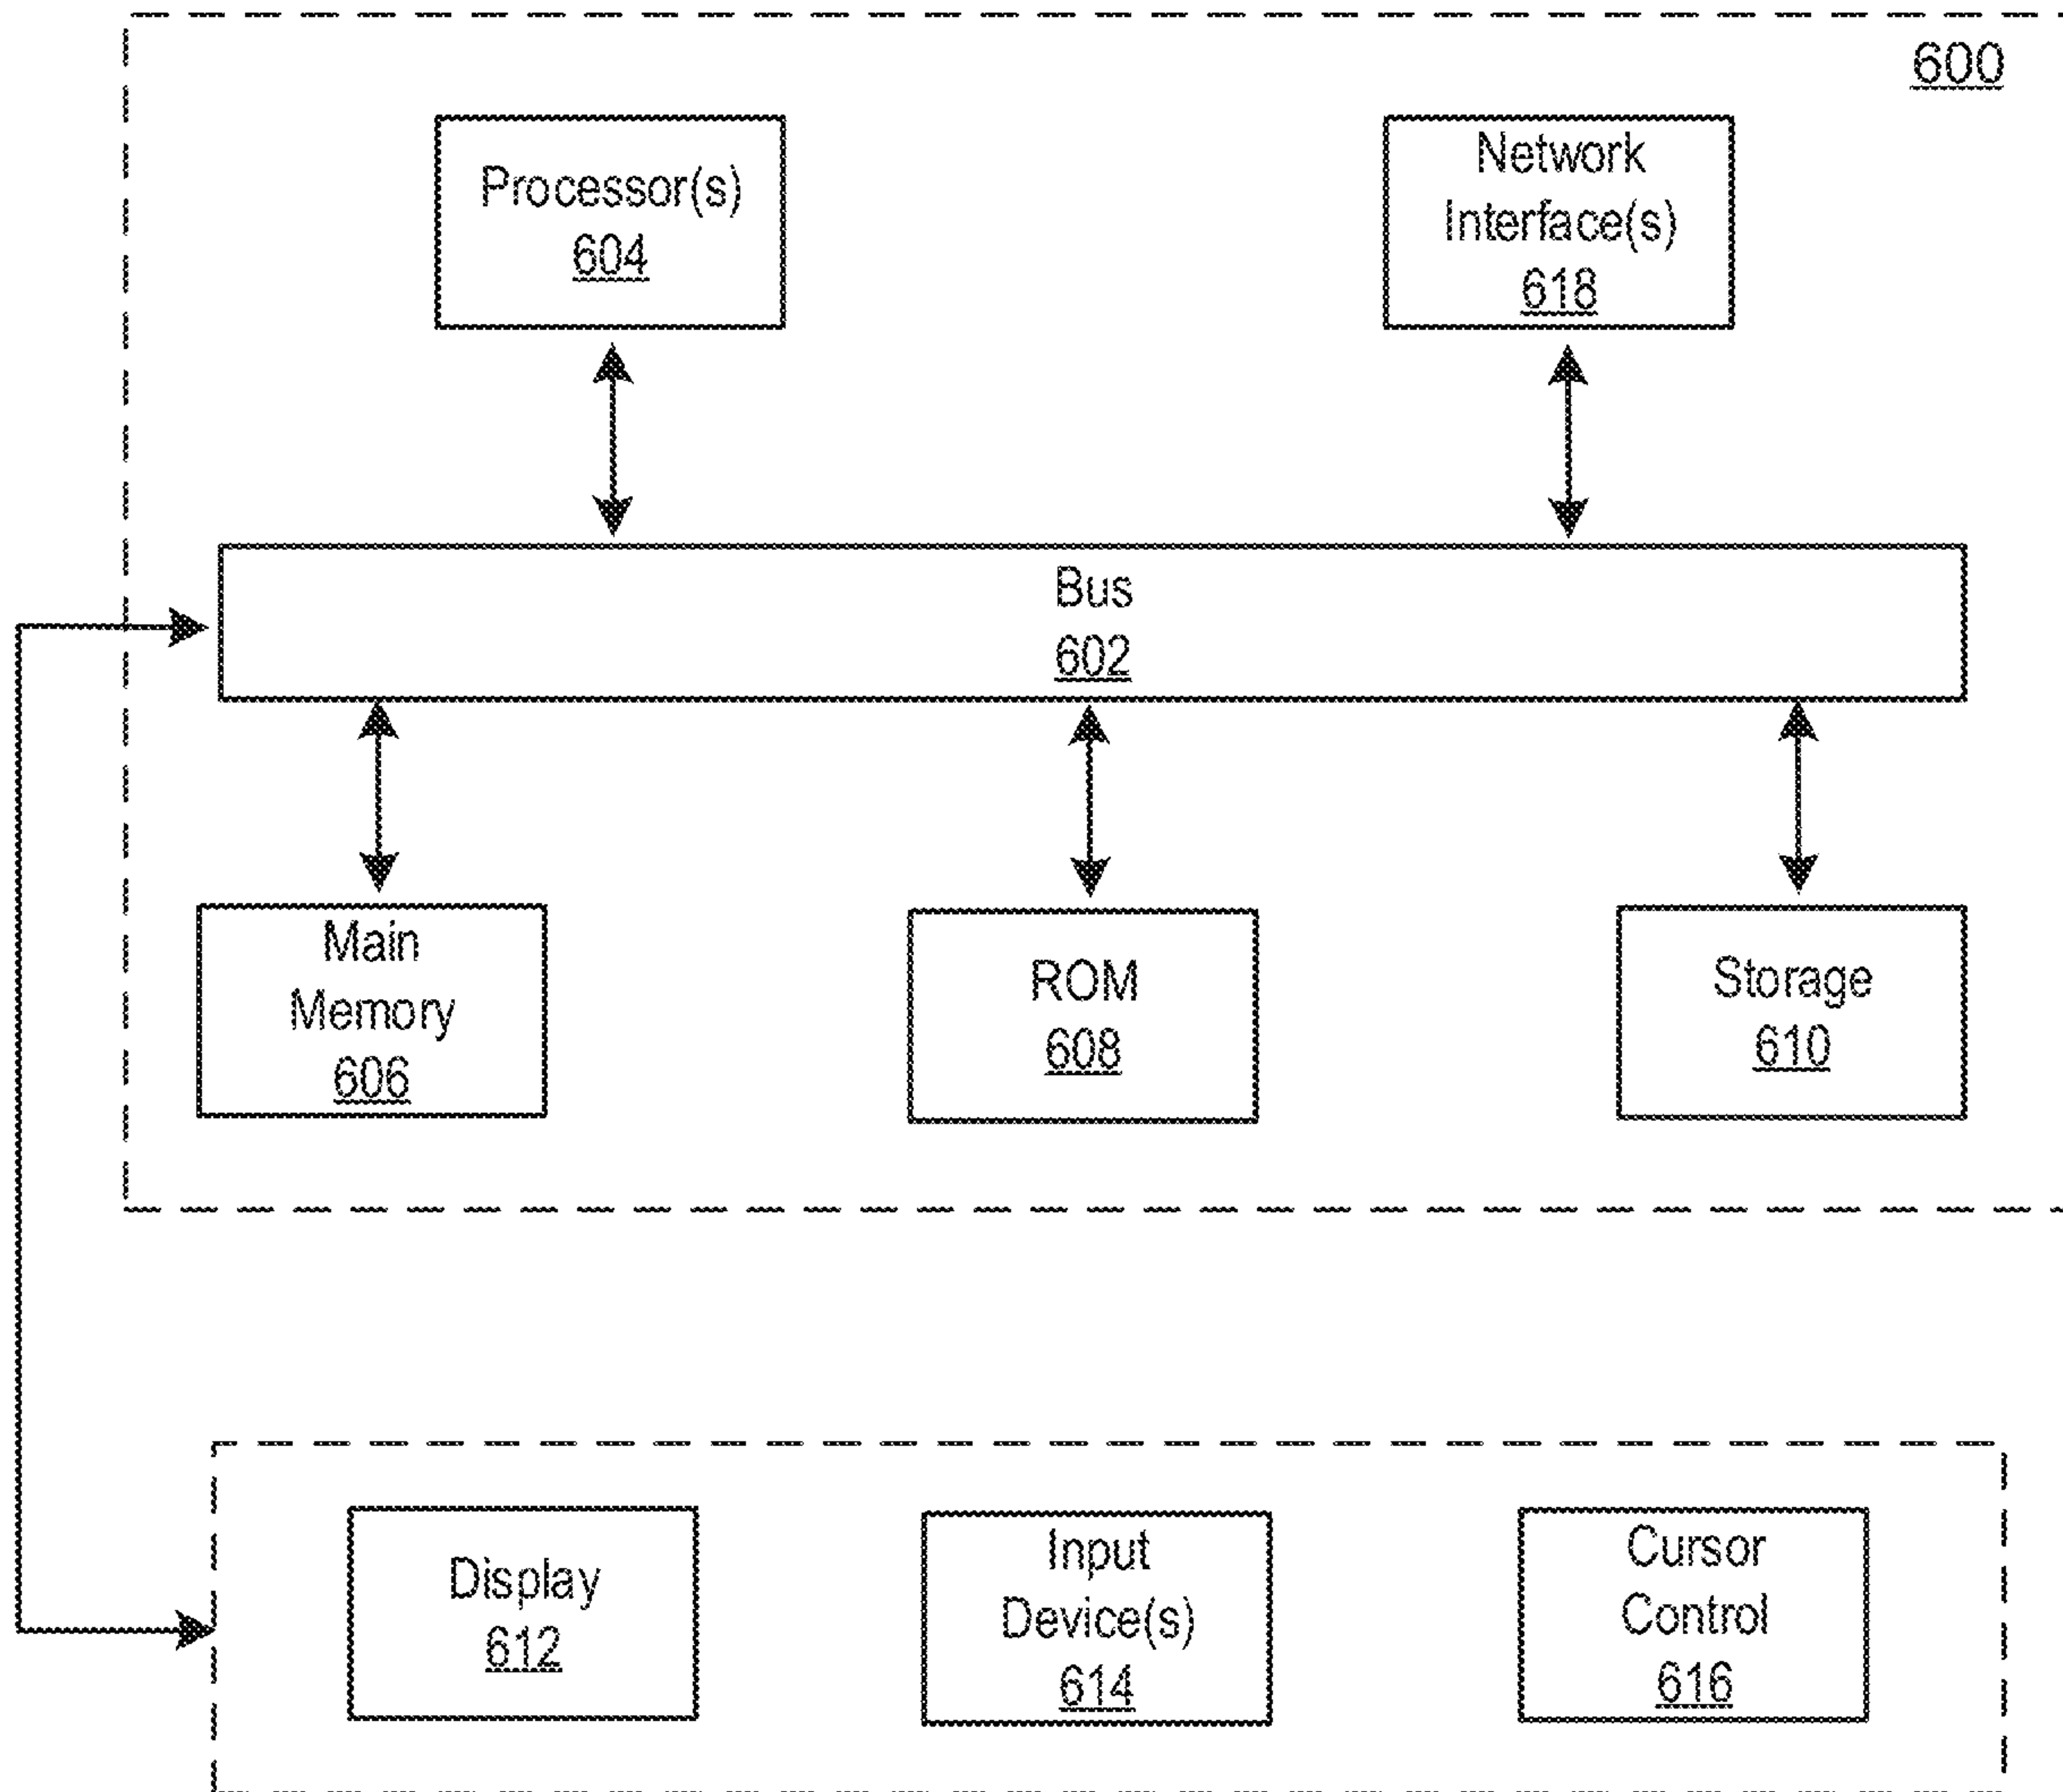 600
Processor(s)
604
Network
Interface(s)
618
Bus
602
Main
Memory
606
ROM
608
Storage
610
Display
612
Input
Device(s)
614
Cursor
Control
616